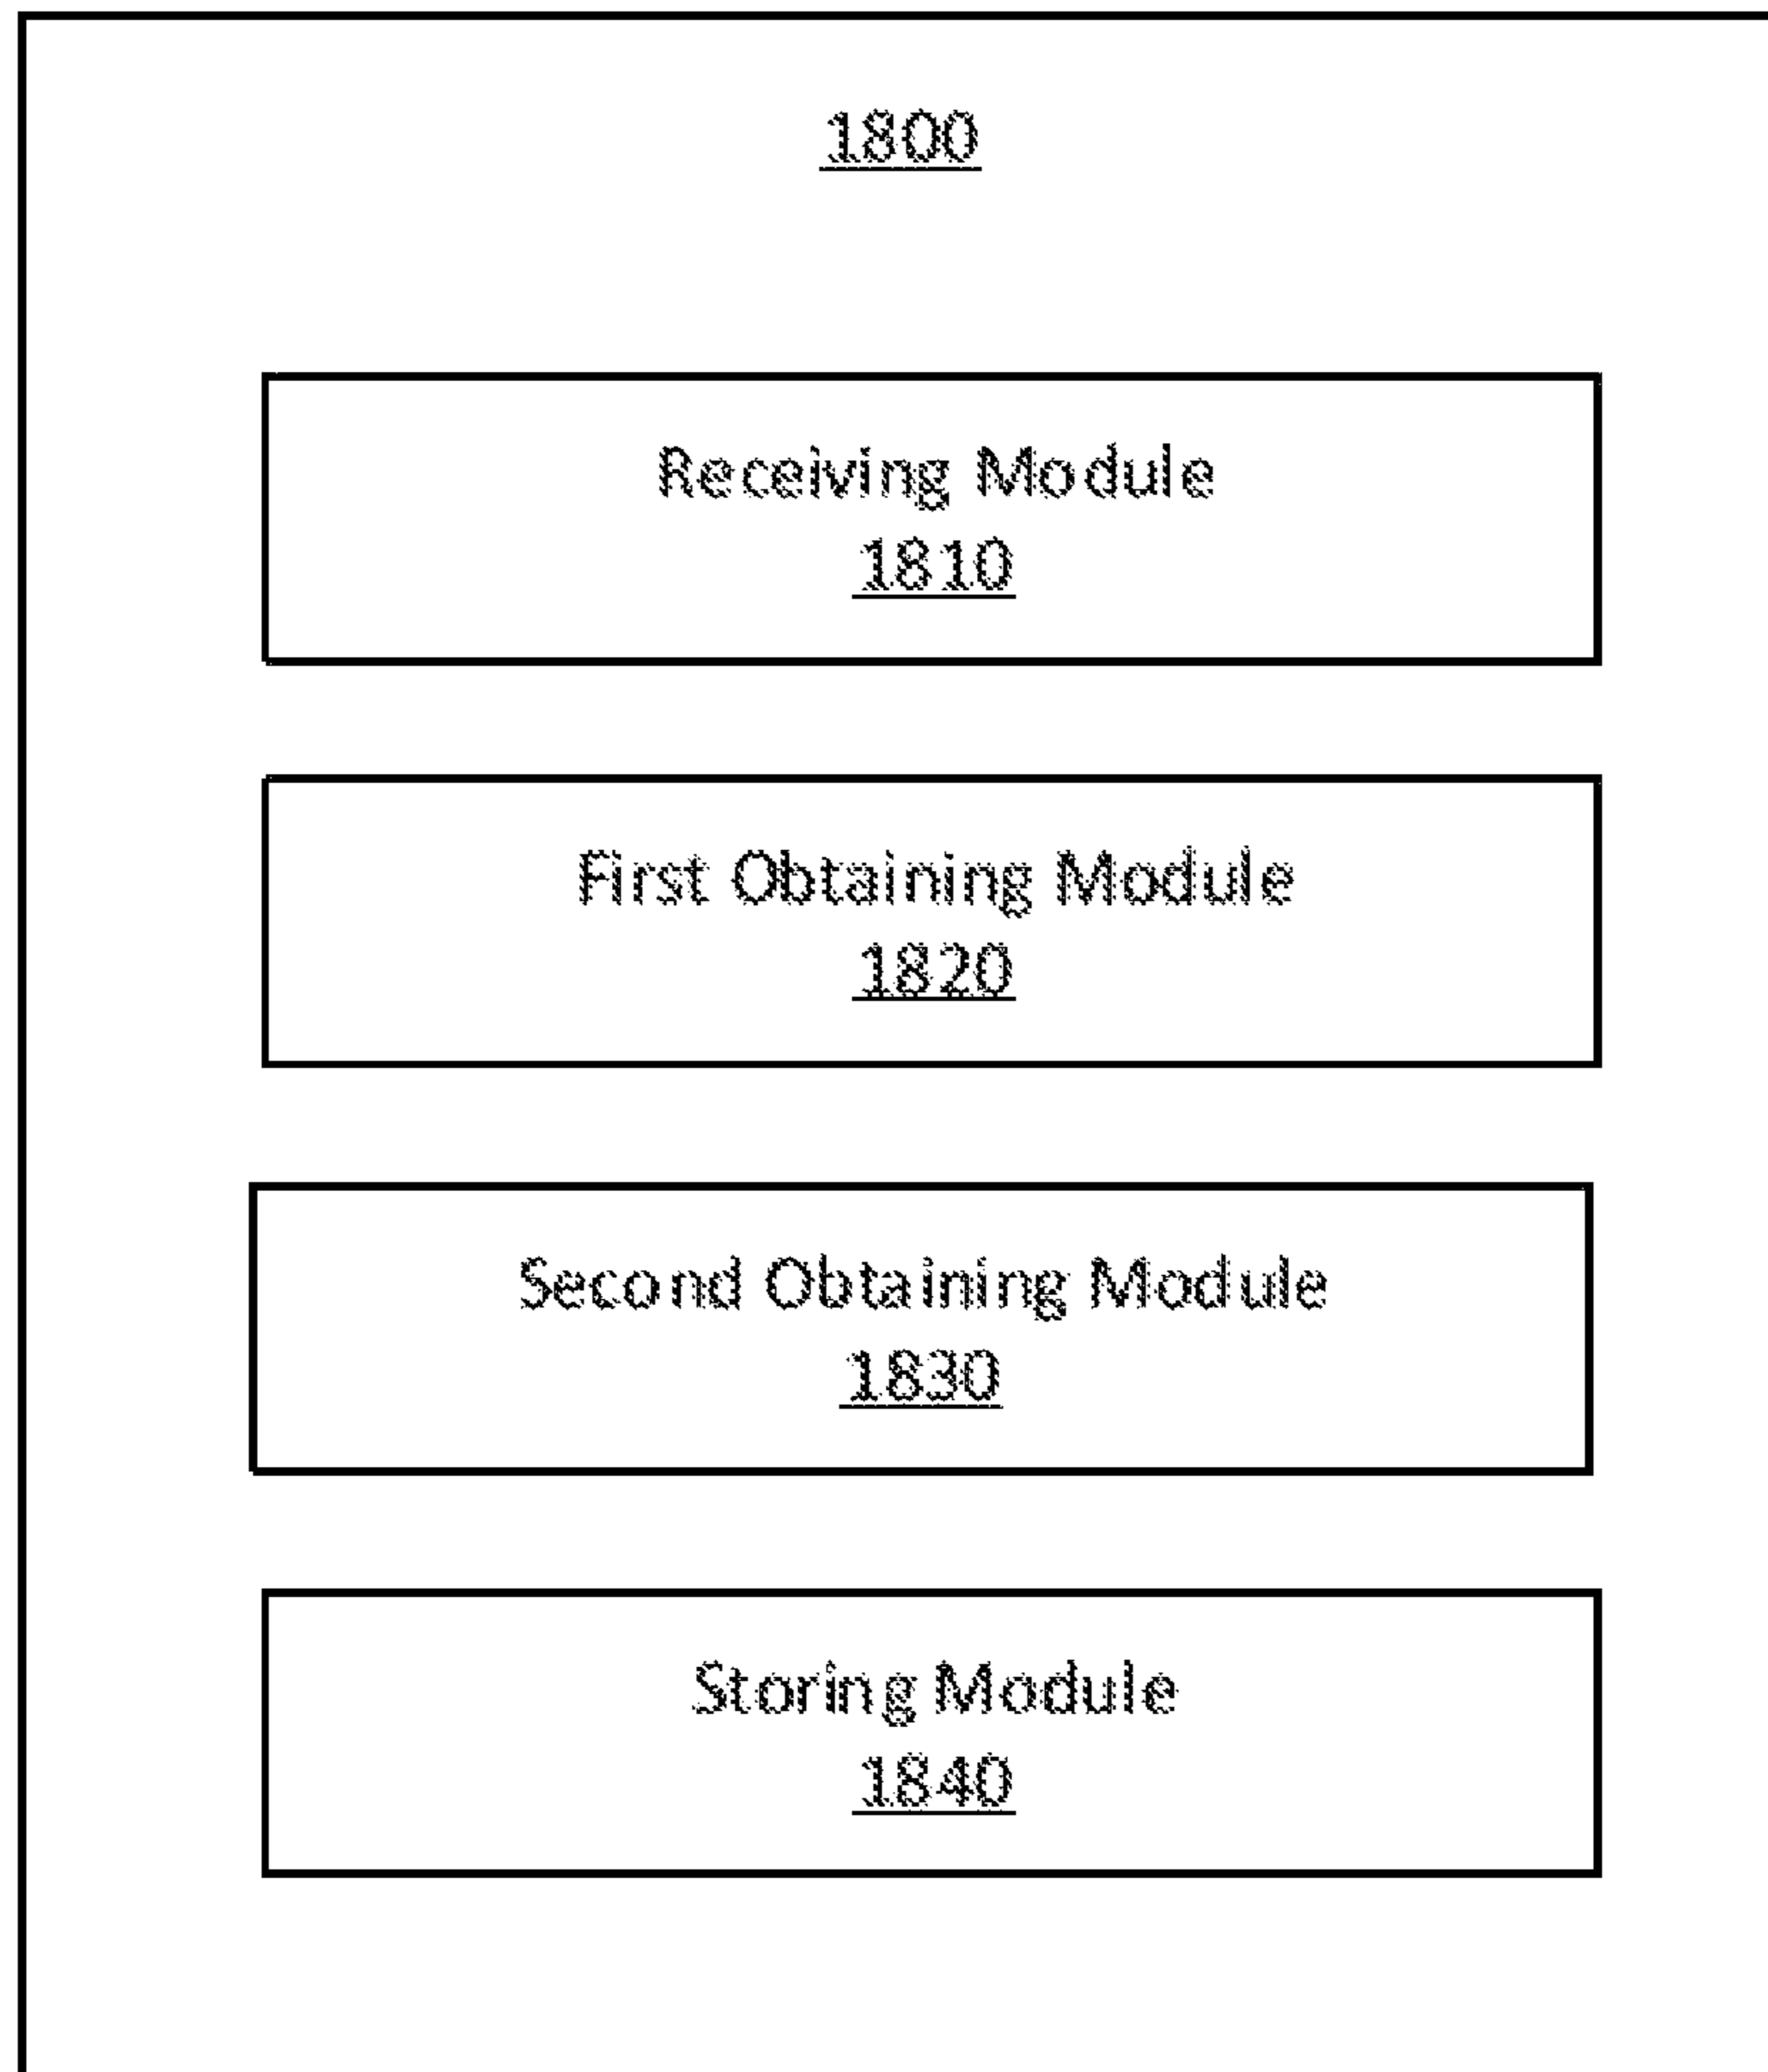 1800
Receiving Module
1810
First Obtaining Module
1820
Second Obtaining Module
1830
Storing Module
1840